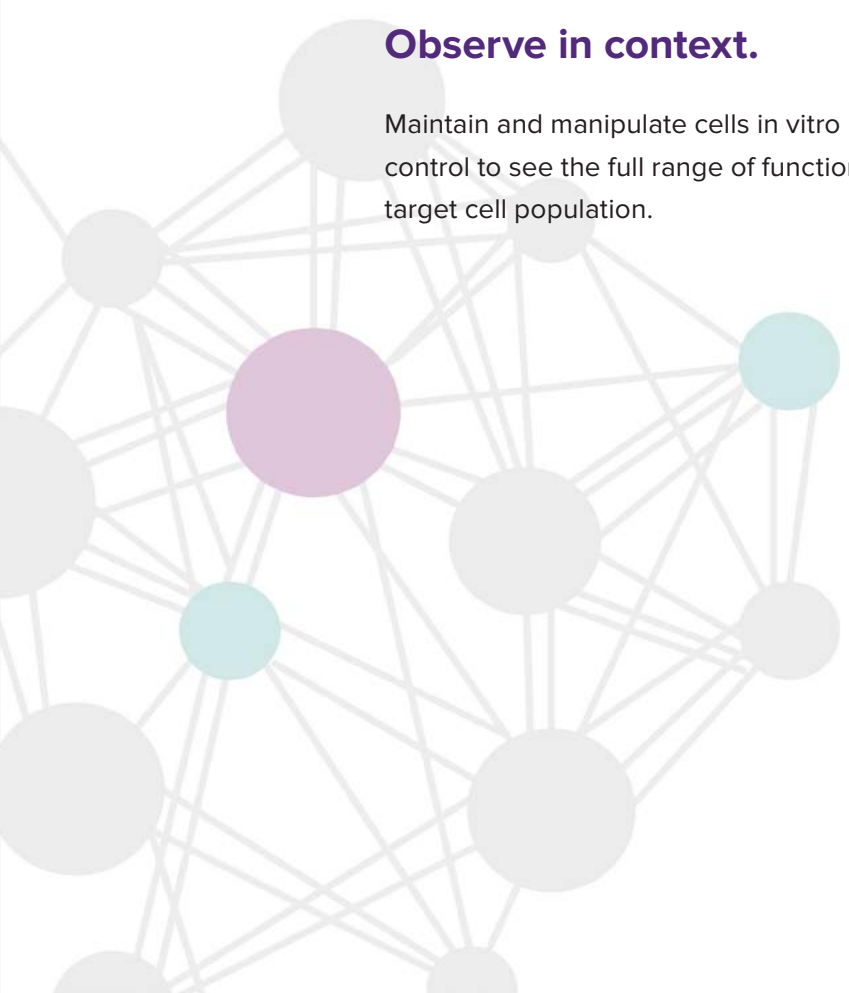 Observe in context.
Maintain and manipulate cells in vitro
control to see the full range of function
target cell population.